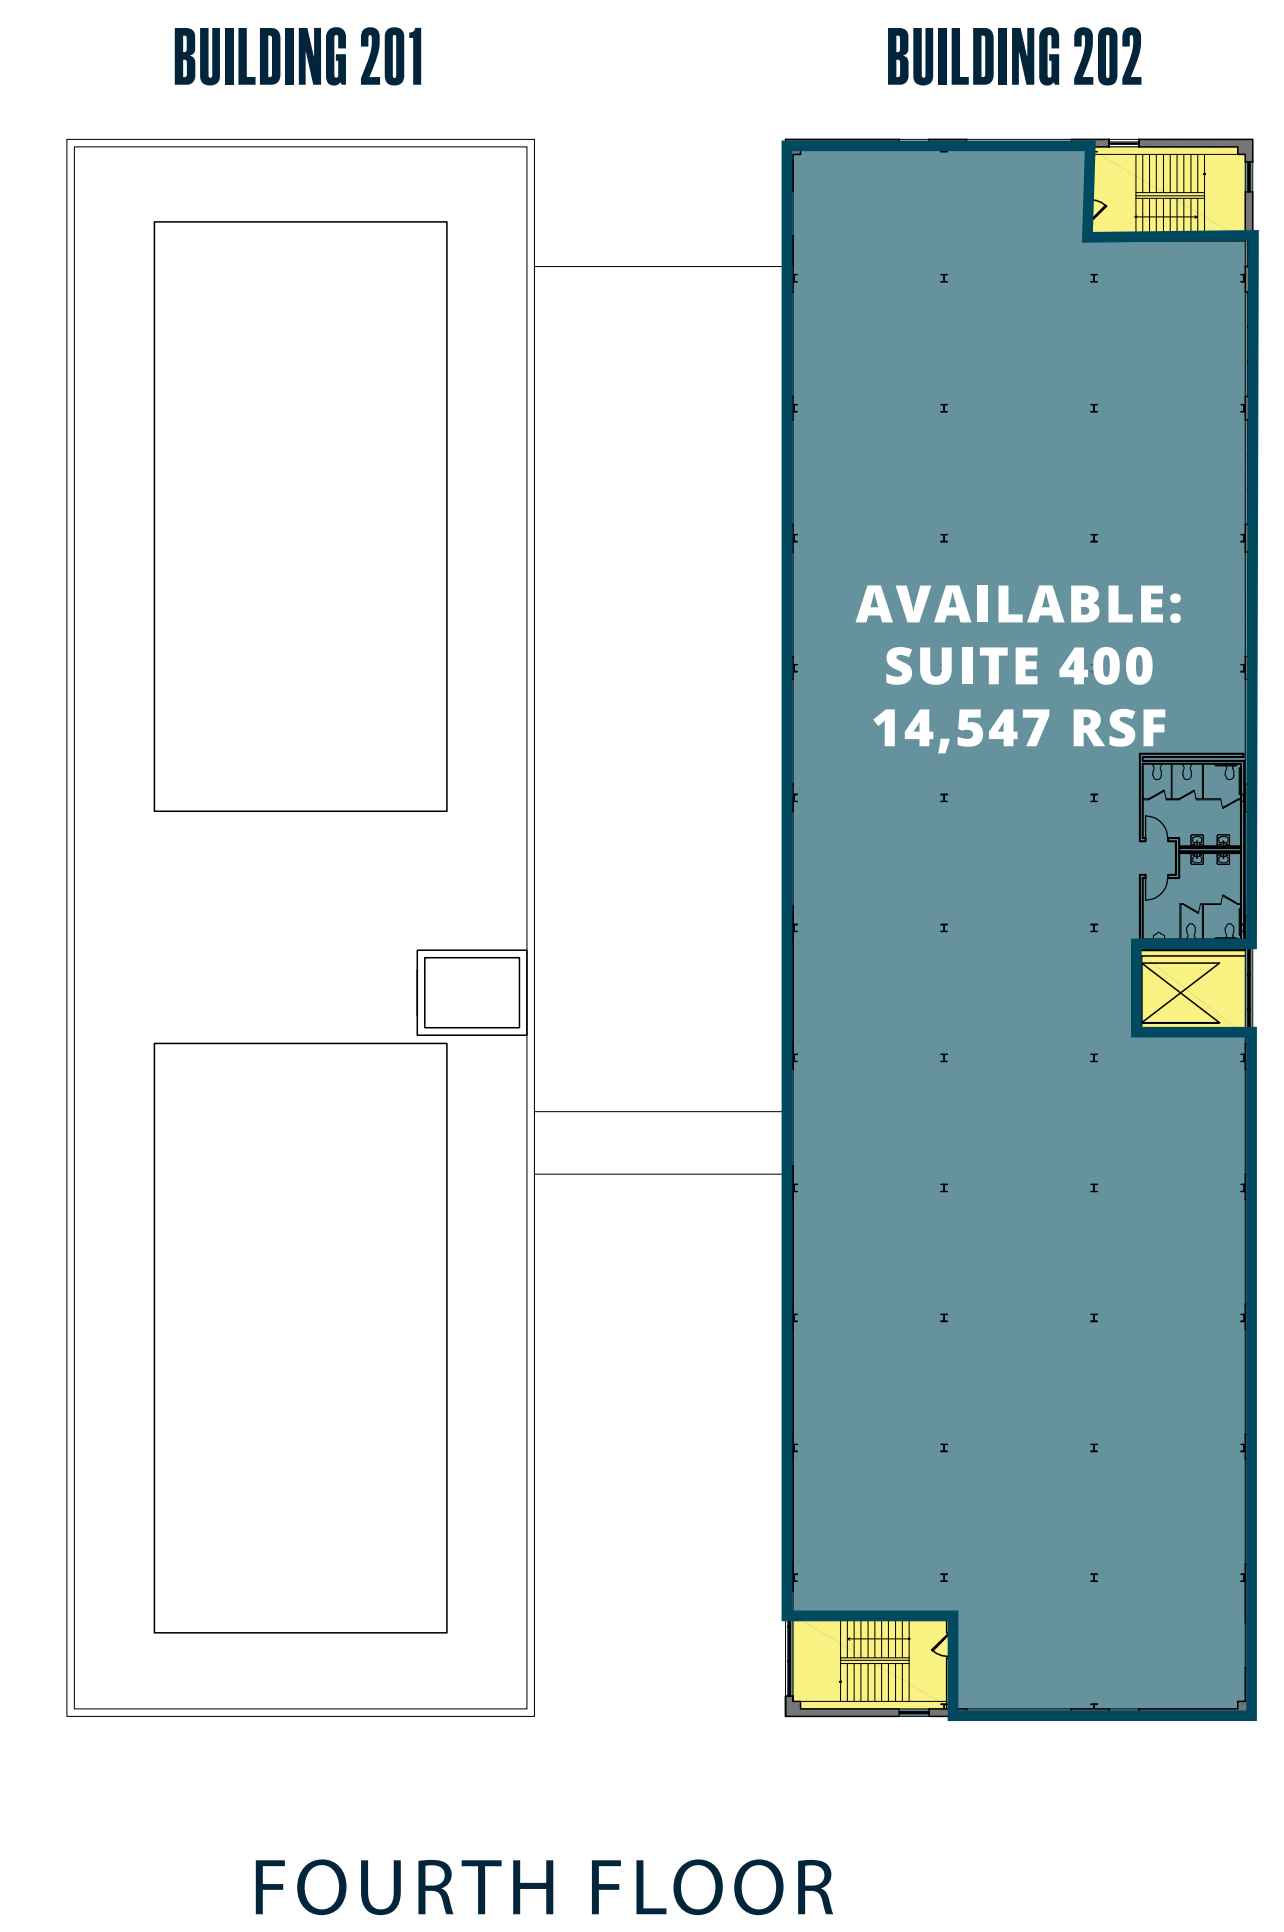 BUILDING 201
BUILDING 202
AVAILABLE:
SUITE 400
14,547 RSF
FOURTH FLOOR